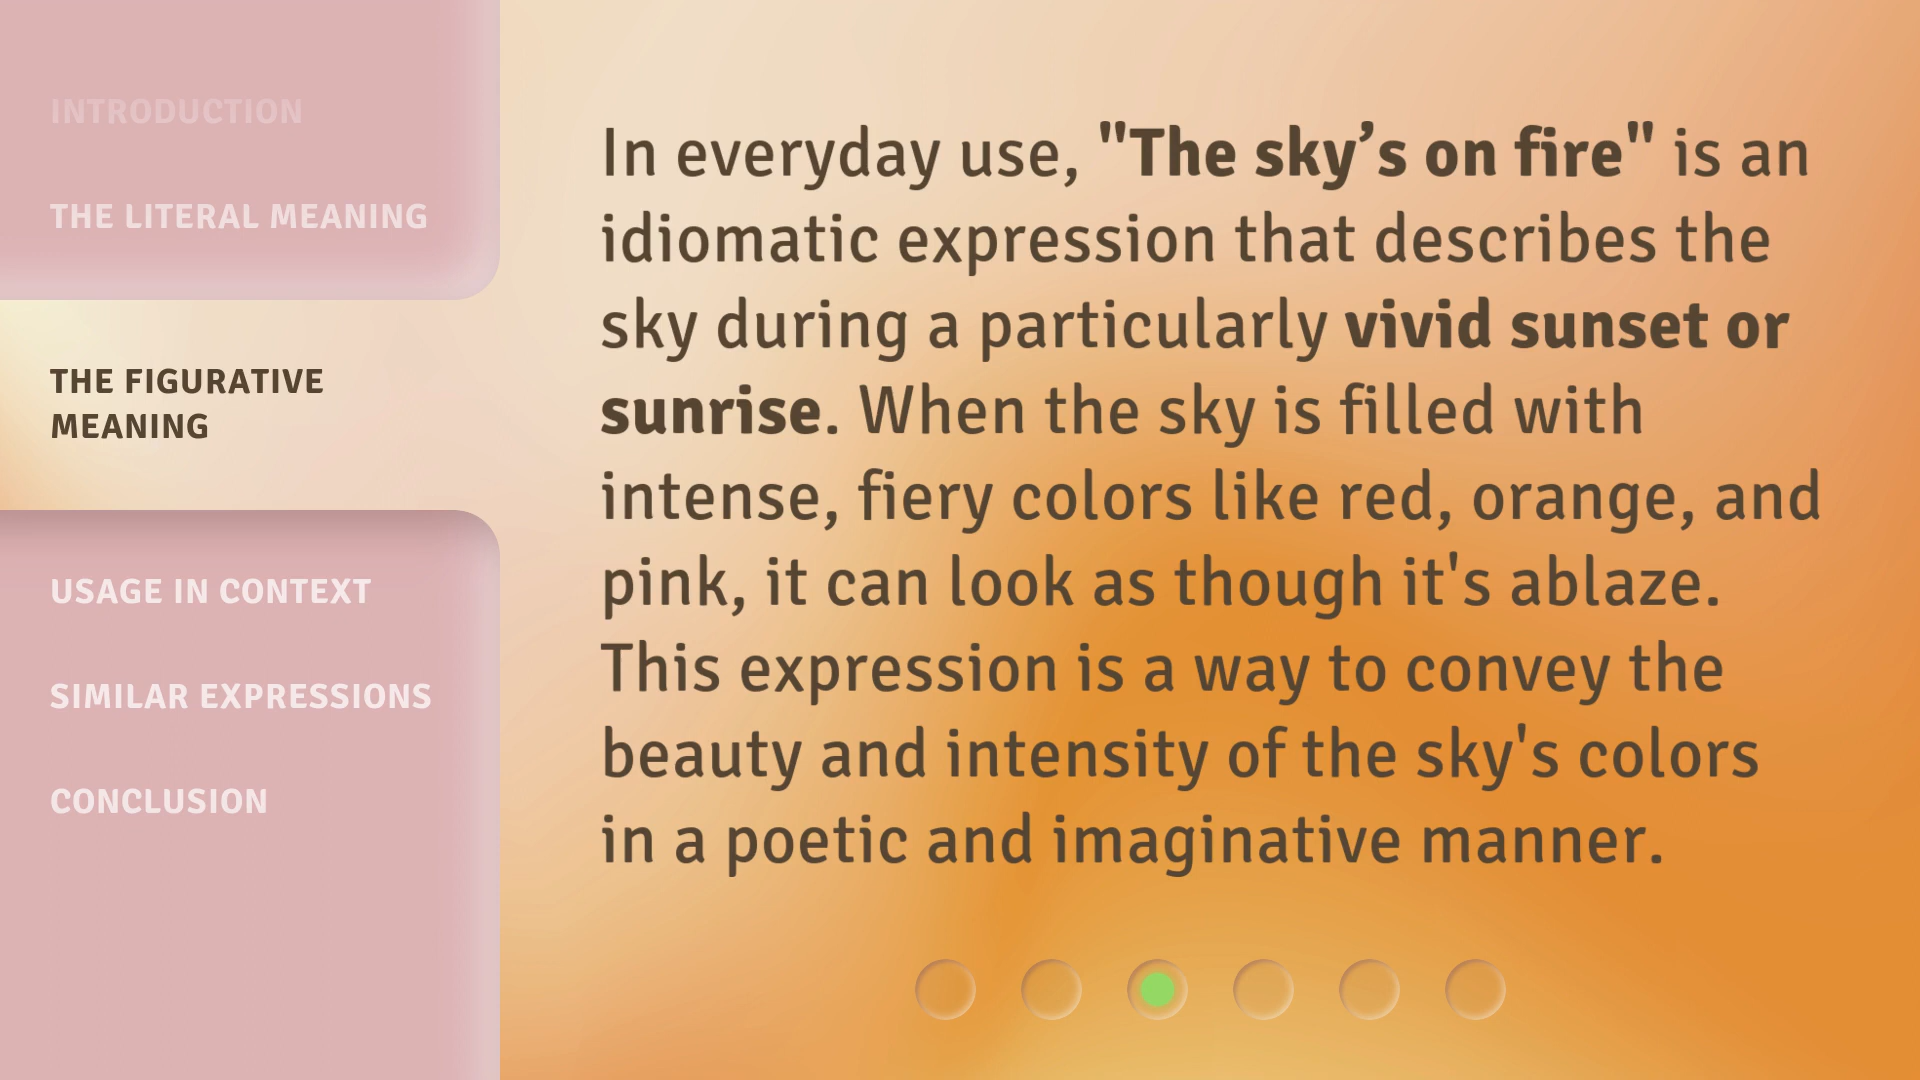 INTRODUCTION
THE LITERAL MEANING
THE FIGURATIVE
MEANING
USAGE IN CONTEXT
SIMILAR EXPRESSIONS
CONCLUSION
In everyday use, "The sky’s on fire" is an
idiomatic expression that describes the
sky during a particularly vivid sunset or
sunrise. When the sky is filled with
intense, fiery colors like red, orange, and
pink, it can look as though it's ablaze.
This expression is a way to convey the
beauty and intensity of the sky's colors
in a poetic and imaginative manner.